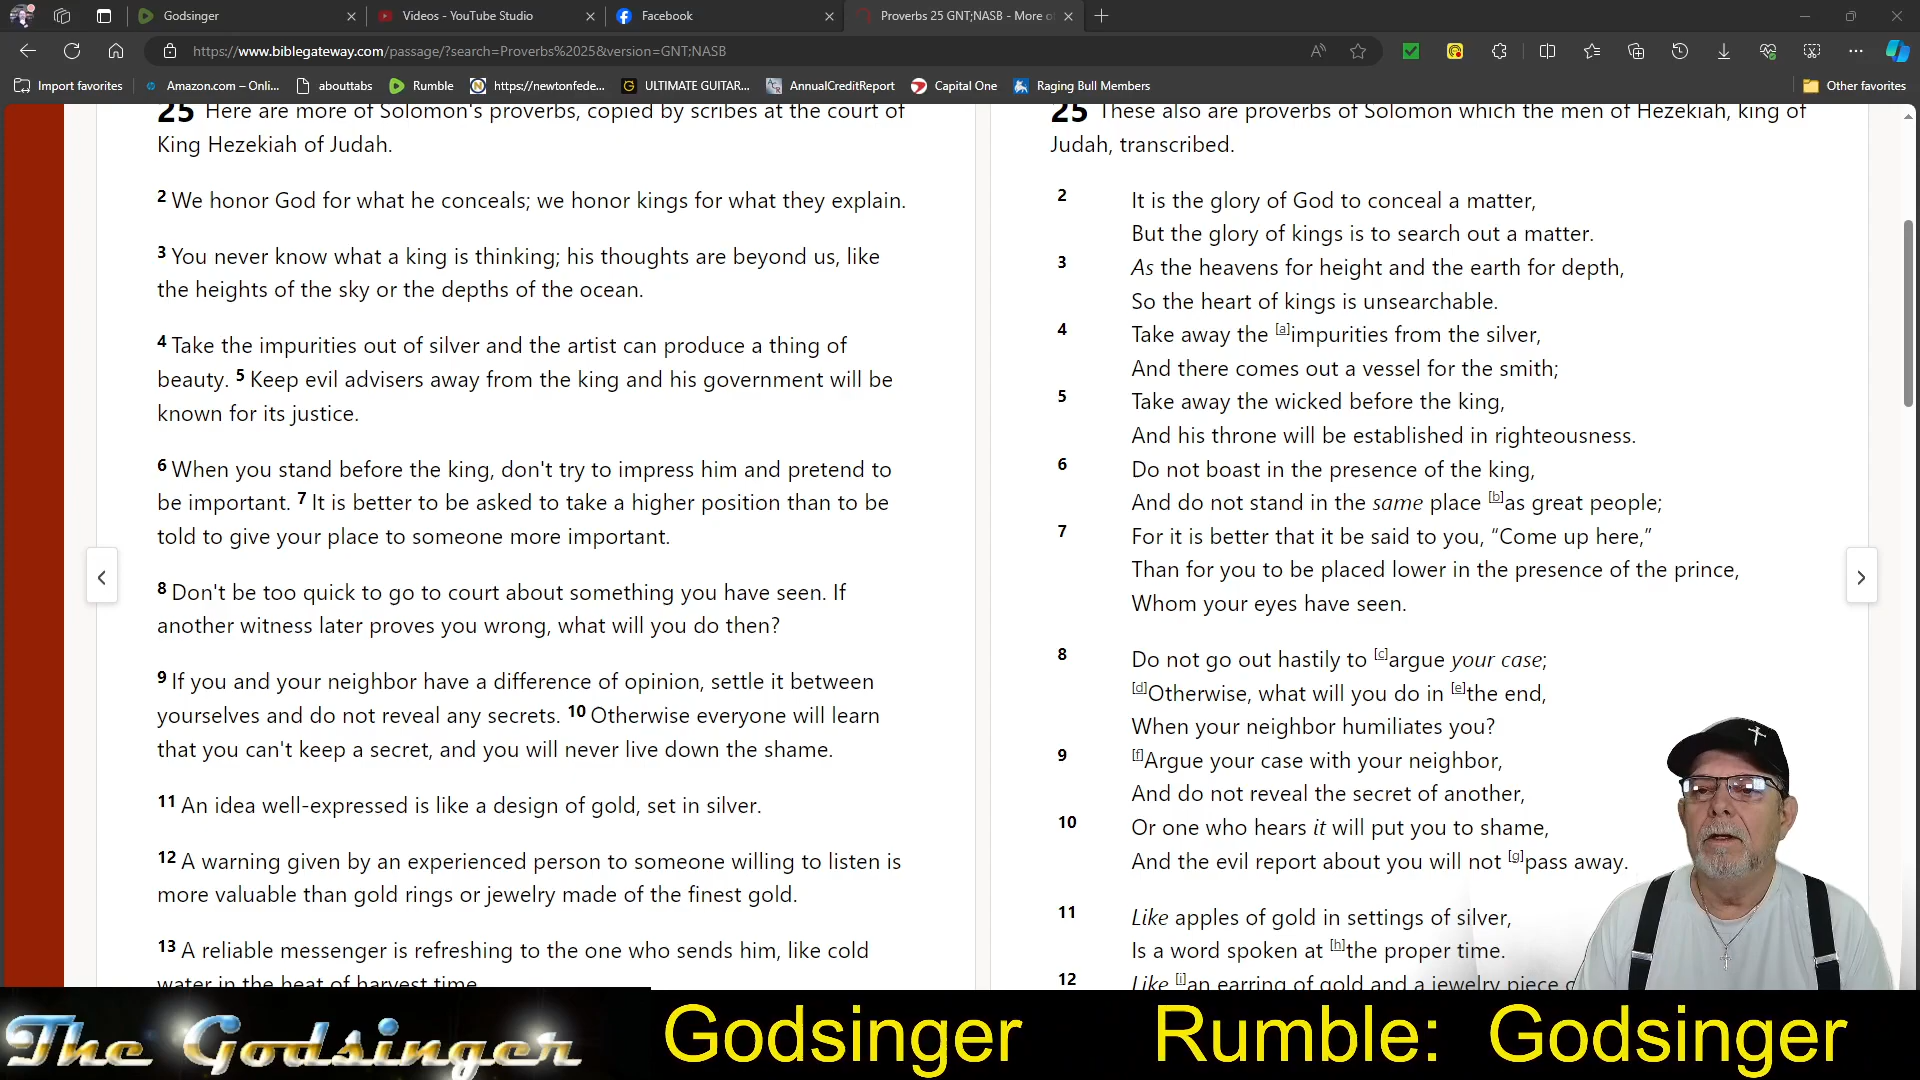 Godsinger
Videos - YouTube Studio
Facebook
Proverbs 25 GNT;NASB - More o
https://www.biblegateway.com/passage/?search=Proverbs%2025&version=GNT;NASB
Import favorites
Amazon.com – Onli...
abouttabs
Rumble
https://newtonfede...
ULTIMATE GUITAR...
AnnualCreditReport
Capital One
Raging Bull Members
Other favorites
25 Here are more of Solomon's proverbs, copied by scribes at the court of
King Hezekiah of Judah.
2 We honor God for what he conceals; we honor kings for what they explain.
3 You never know what a king is thinking; his thoughts are beyond us, like
the heights of the sky or the depths of the ocean.
4 Take the impurities out of silver and the artist can produce a thing of
beauty. 5 Keep evil advisers away from the king and his government will be
known for its justice.
6 When you stand before the king, don't try to impress him and pretend to
be important. 7 It is better to be asked to take a higher position than to be
told to give your place to someone more important.
8 Don't be too quick to go to court about something you have seen. If
another witness later proves you wrong, what will you do then?
9 If you and your neighbor have a difference of opinion, settle it between
yourselves and do not reveal any secrets. 10 Otherwise everyone will learn
that you can't keep a secret, and you will never live down the shame.
11 An idea well-expressed is like a design of gold, set in silver.
12 A warning given by an experienced person to someone willing to listen is
more valuable than gold rings or jewelry made of the finest gold.
13 A reliable messenger is refreshing to the one who sends him, like cold
water in the heat of harvest time.
25 These also are proverbs of Solomon which the men of Hezekiah, king of
Judah, transcribed.
2 It is the glory of God to conceal a matter,
But the glory of kings is to search out a matter.
3 As the heavens for height and the earth for depth,
So the heart of kings is unsearchable.
4 Take away the [a]impurities from the silver,
And there comes out a vessel for the smith;
5 Take away the wicked before the king,
And his throne will be established in righteousness.
6 Do not boast in the presence of the king,
And do not stand in the same place [b]as great people;
7 For it is better that it be said to you, “Come up here,”
Than for you to be placed lower in the presence of the prince,
Whom your eyes have seen.
8 Do not go out hastily to [c]argue your case;
[d]Otherwise, what will you do in [e]the end,
When your neighbor humiliates you?
9 [f]Argue your case with your neighbor,
And do not reveal the secret of another,
10 Or one who hears it will put you to shame,
And the evil report about you will not [g]pass away.
11 Like apples of gold in settings of silver,
Is a word spoken at [h]the proper time.
12 Like [i]an earring of gold and a jewelry piece
The Godsinger
Godsinger Rumble: Godsinger